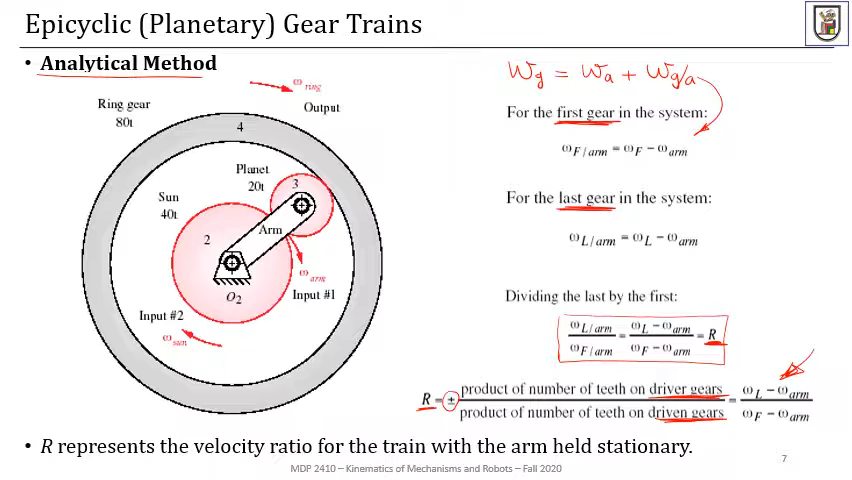 Epicyclic (Planetary) Gear Trains
• Analytical Method
ω ring
Ring gear
80t
Output
4
Planet
20t
3
Sun
40t
2
Arm
ω arm
O2
Input #1
Input #2
ω sun
Wg = Wa + Wg/a
For the first gear in the system:
ωF/arm = ωF − ωarm
For the last gear in the system:
ωL/arm = ωL − ωarm
Dividing the last by the first:
ωL/arm / ωF/arm = ωL − ωarm / ωF − ωarm = R
R = ± product of number of teeth on driver gears / product of number of teeth on driven gears = ωL − ωarm / ωF − ωarm
• R represents the velocity ratio for the train with the arm held stationary.
MDP 2410 – Kinematics of Mechanisms and Robots – Fall 2020
7